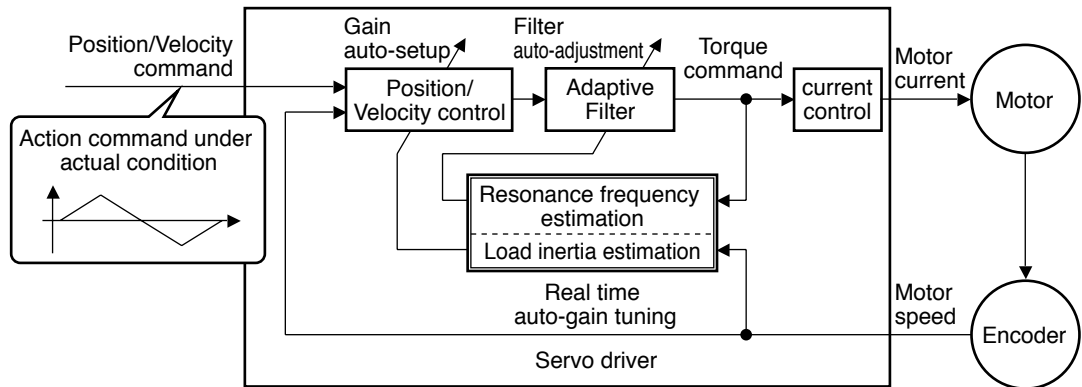 Position/Velocity
command
Action command under
actual condition
Gain
auto-setup
Filter
auto-adjustment
Position/
Velocity control
Adaptive
Filter
Torque
command
current
control
Motor
current
Motor
Resonance frequency
estimation
Load inertia estimation
Real time
auto-gain tuning
Motor
speed
Encoder
Servo driver